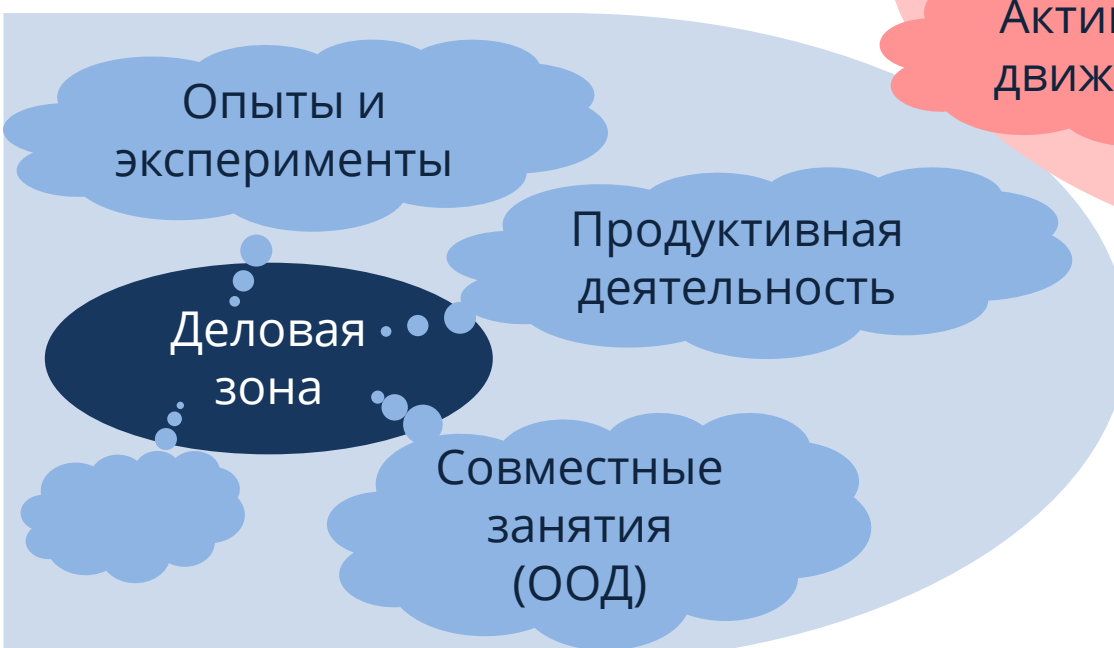 Опыты и
эксперименты
Продуктивная
деятельность
Деловая
зона
Совместные
занятия
(ООД)